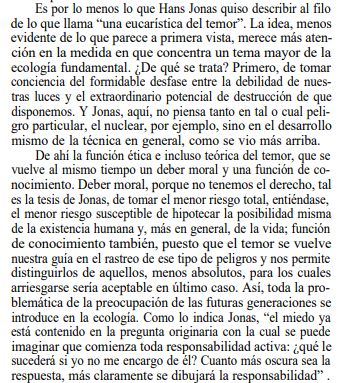 Es por lo menos lo que Hans Jonas quiso describir al filo
de lo que llama “una eucarística del temor”. La idea, menos
evidente de lo que parece a primera vista, merece más aten-
ción en la medida en que concentra un tema mayor de la
ecología fundamental. ¿De qué se trata? Primero, de tomar
conciencia del formidable desfase entre la debilidad de nues-
tras luces y el extraordinario potencial de destrucción de que
disponemos. Y Jonas, aquí, no piensa tanto en tal o cual peli-
gro particular, el nuclear, por ejemplo, sino en el desarrollo
mismo de la técnica en general, como se vio más arriba.
De ahí la función ética e incluso teórica del temor, que se
vuelve al mismo tiempo un deber moral y una función de co-
nocimiento. Deber moral, porque no tenemos el derecho, tal
es la tesis de Jonas, de tomar el menor riesgo total, entiéndase,
el menor riesgo susceptible de hipotecar la posibilidad misma
de la existencia humana y, más en general, de la vida; función
de conocimiento también, puesto que el temor se vuelve
nuestra guía en el rastreo de ese tipo de peligros y nos permite
distinguirlos de aquellos, menos absolutos, para los cuales
arriesgarse sería aceptable en último caso. Así, toda la pro-
blemática de la preocupación de las futuras generaciones se
introduce en la ecología. Como lo indica Jonas, “el miedo ya
está contenido en la pregunta originaria con la cual se puede
imaginar que comienza toda responsabilidad activa: ¿qué le
sucederá si yo no me encargo de él? Cuanto más oscura sea la
respuesta, más claramente se dibujará la responsabilidad” .